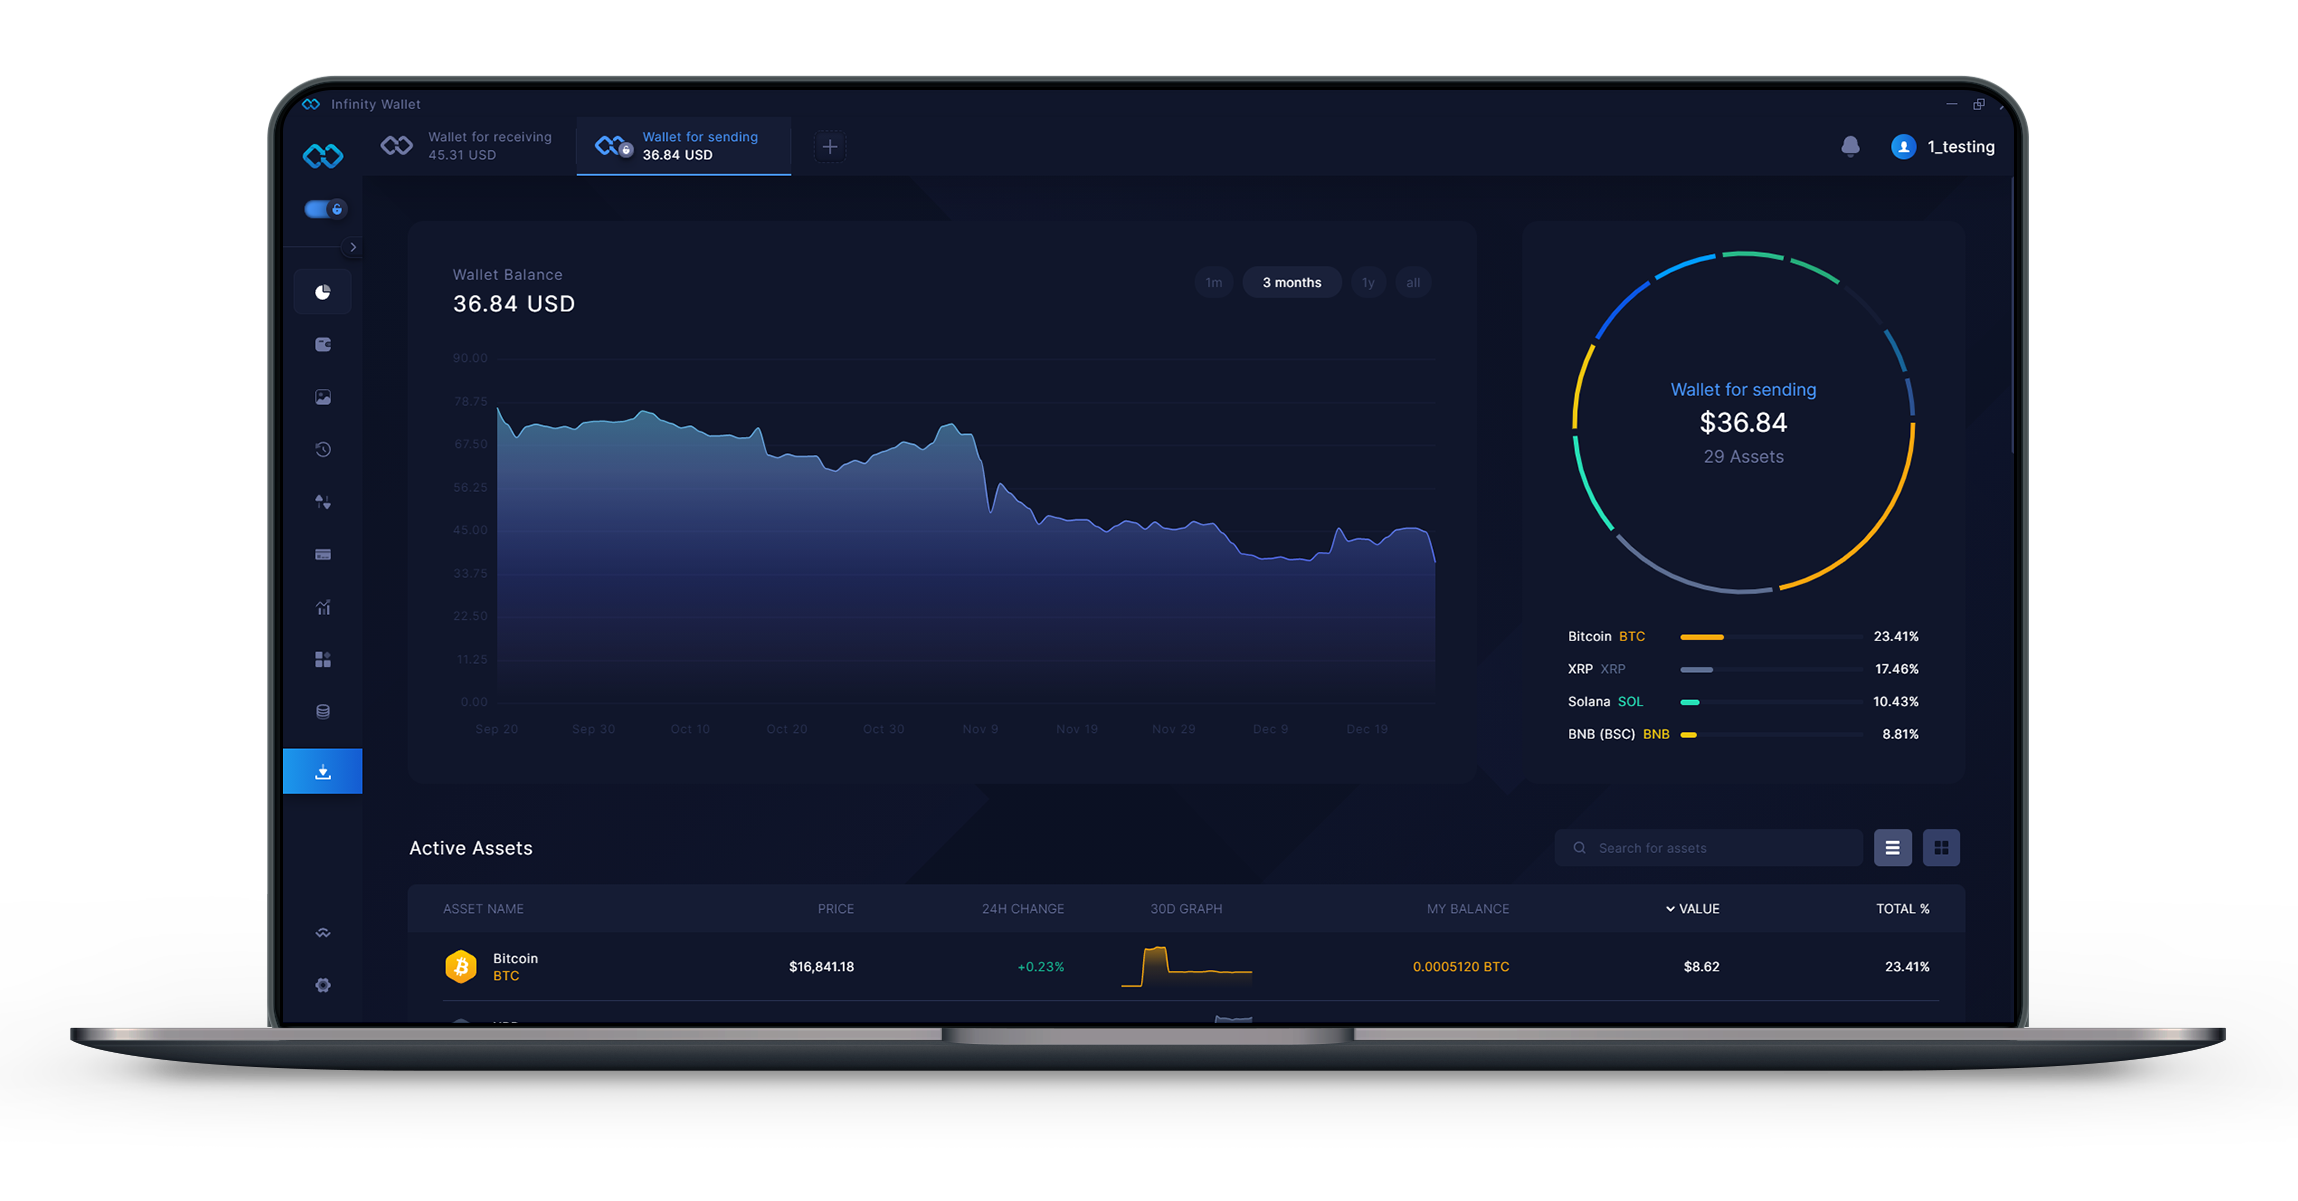 Infinity Wallet
Wallet for receiving
45.31 USD
Wallet for sending
36.84 USD
1_testing
Wallet Balance
36.84 USD
1m 3 months 1y all
90.00
78.75
67.50
56.25
45.00
33.75
22.50
11.25
0.00
Sep 20 Sep 30 Oct 10 Oct 20 Oct 30 Nov 9 Nov 19 Nov 29 Dec 9 Dec 19
Wallet for sending
$36.84
29 Assets
Bitcoin BTC 23.41%
XRP XRP 17.46%
Solana SOL 10.43%
BNB (BSC) BNB 8.81%
Active Assets
Search for assets
ASSET NAME PRICE 24H CHANGE 30D GRAPH MY BALANCE VALUE TOTAL %
Bitcoin
BTC
$16,841.18 +0.23% 0.0005120 BTC $8.62 23.41%